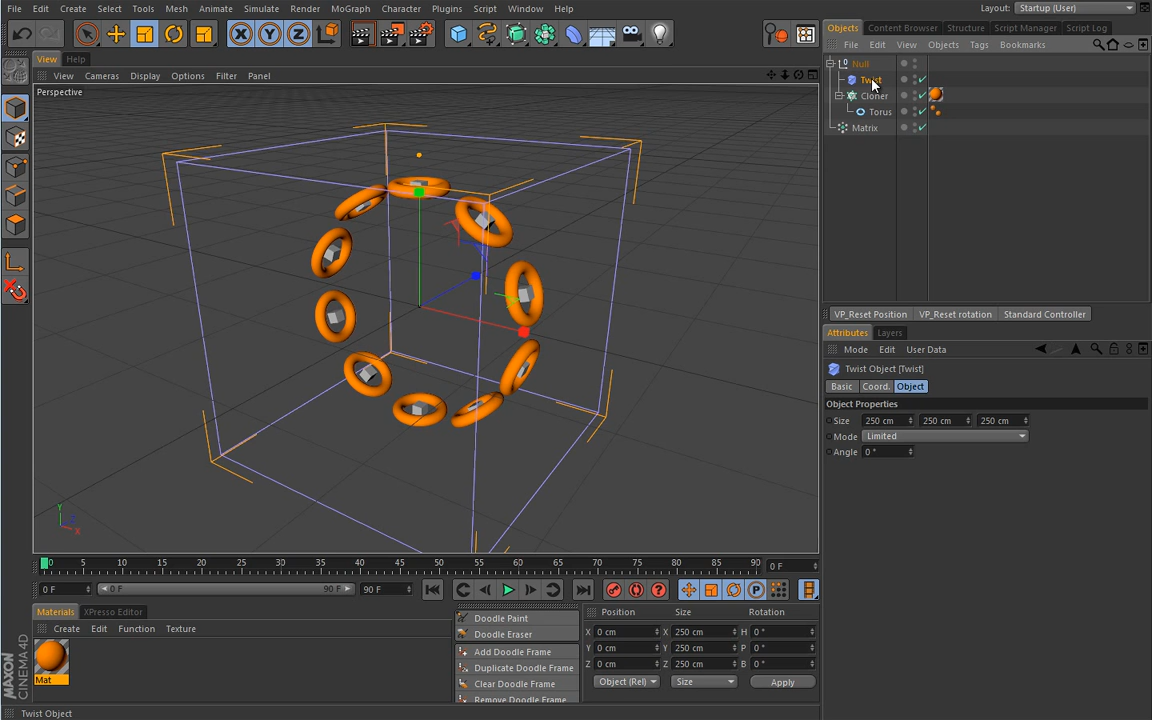 File Edit Create Select Tools Mesh Animate Simulate Render MoGraph Character Plugins Script Window Help Layout: Startup (User)
Objects Content Browser Structure Script Manager Script Log
File Edit View Objects Tags Bookmarks
View Help
View Cameras Display Options Filter Panel
Perspective
Null
Twist
Cloner
Torus
Matrix
VP_Reset Position VP_Reset rotation Standard Controller
Attributes Layers
Mode Edit User Data
Twist Object [Twist]
Basic Coord. Object
Object Properties
Size 250 cm 250 cm 250 cm
Mode Limited
Angle 0 °
Y
Z
X
0 5 10 15 20 25 30 35 40 45 50 55 60 65 70 75 80 85 90 0 F
0 F 0 F 90 F 90 F
Materials XPresso Editor
Create Edit Function Texture
Mat
Doodle Paint
Doodle Eraser
Add Doodle Frame
Duplicate Doodle Frame
Clear Doodle Frame
Remove Doodle Frame
Position Size Rotation
X 0 cm X 250 cm H 0 °
Y 0 cm Y 250 cm P 0 °
Z 0 cm Z 250 cm B 0 °
Object (Rel) Size Apply
MAXON
CINEMA 4D
Twist Object